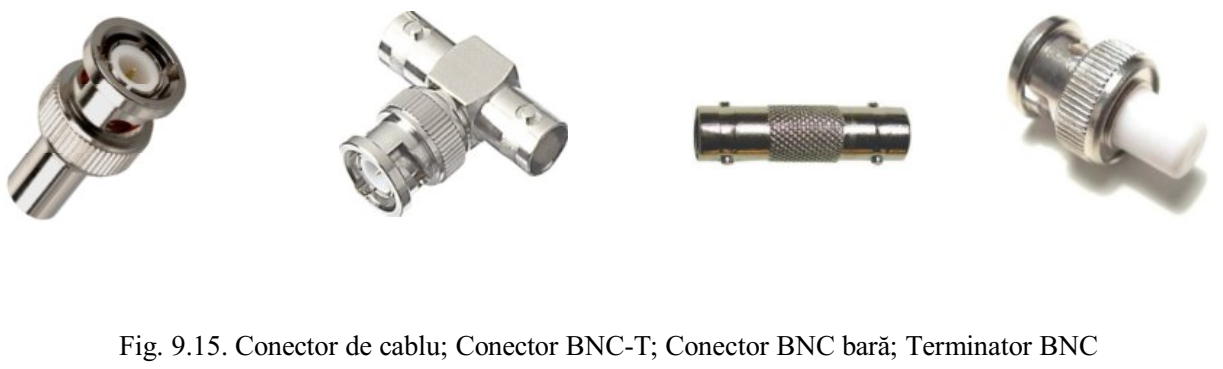 Fig. 9.15. Conector de cablu; Conector BNC-T; Conector BNC bară; Terminator BNC